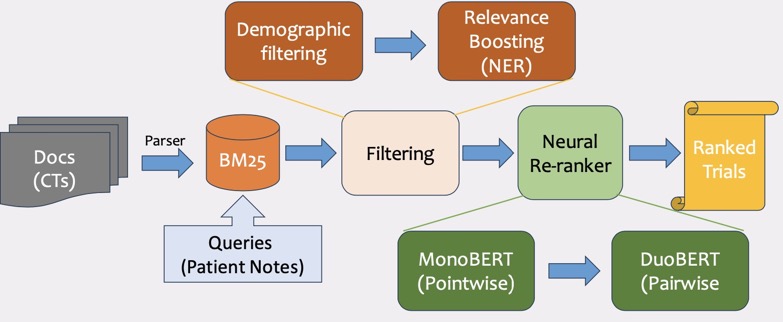 Demographic
filtering
Relevance
Boosting
(NER)
Docs
(CTs)
Parser
BM25
Filtering
Neural
Re-ranker
Ranked
Trials
Queries
(Patient Notes)
MonoBERT
(Pointwise)
DuoBERT
(Pairwise